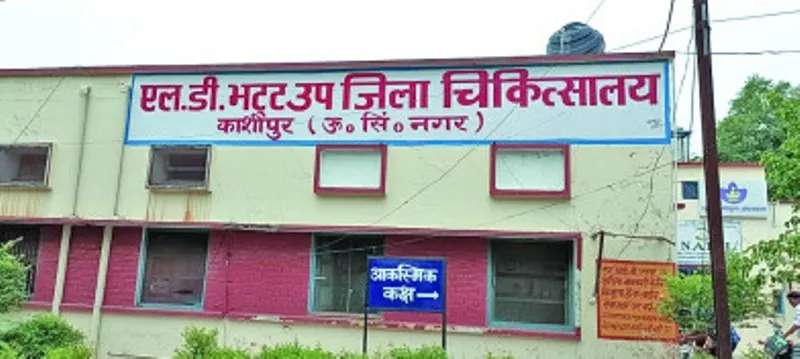 एल.डी.भट्ट उप जिला चिकित्सालय
काशीपुर ( ऊ० सिं० नगर )
आकस्मिक
कक्ष →